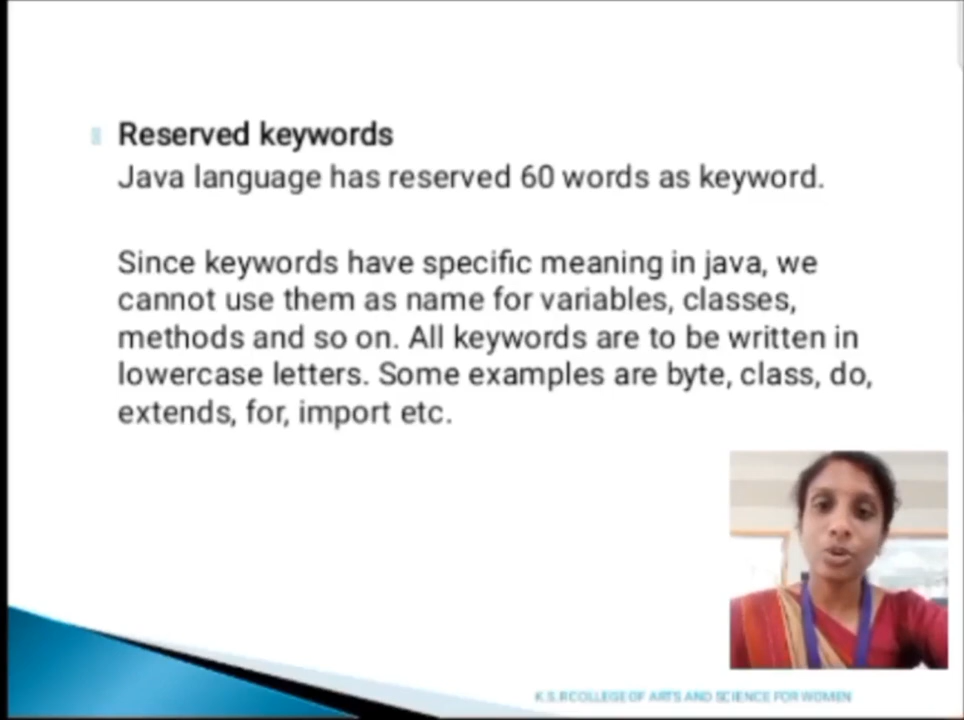 Reserved keywords
Java language has reserved 60 words as keyword.
Since keywords have specific meaning in java, we
cannot use them as name for variables, classes,
methods and so on. All keywords are to be written in
lowercase letters. Some examples are byte, class, do,
extends, for, import etc.
K.S.RCOLLEGE OF ARTS AND SCIENCE FOR WOMEN